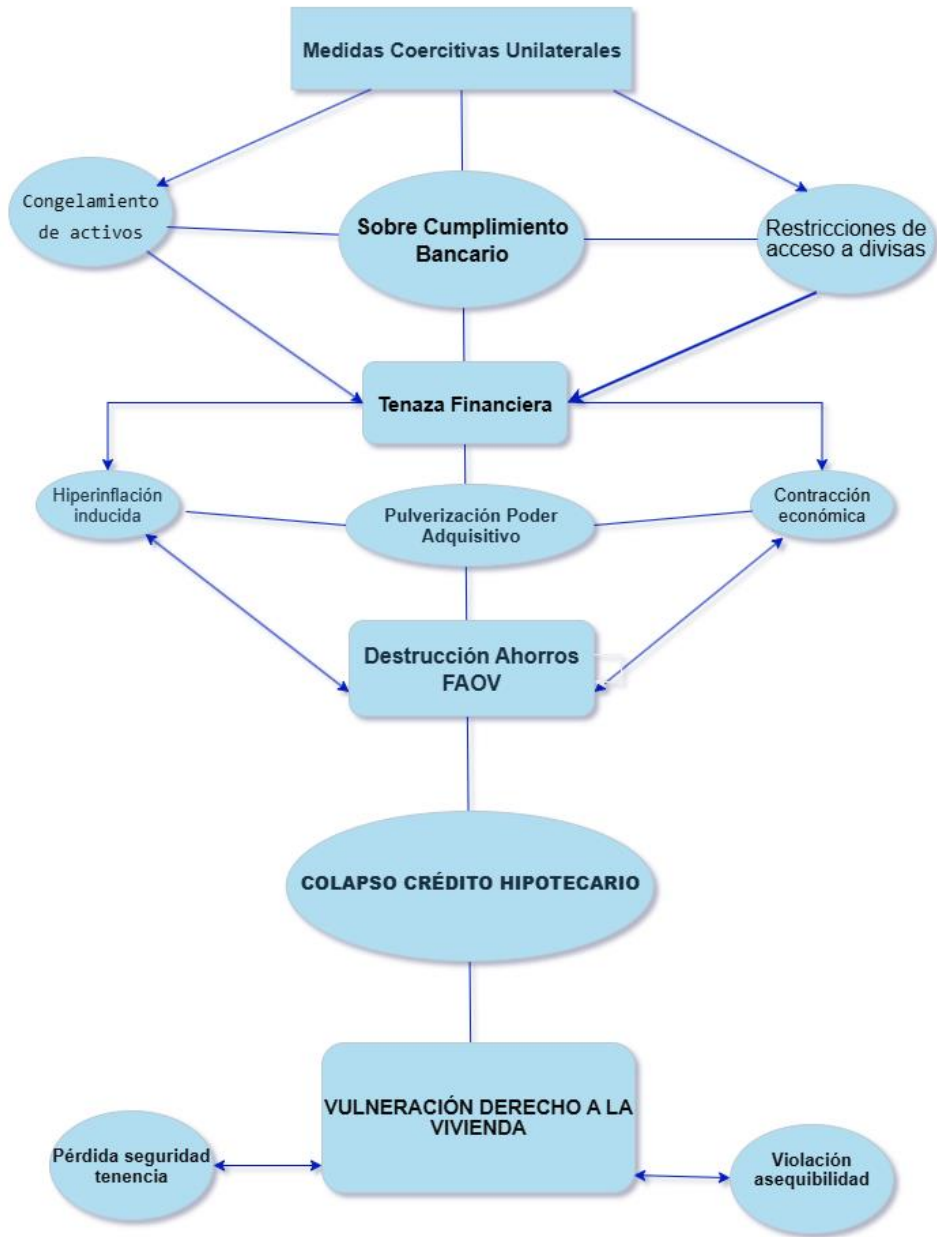 Medidas Coercitivas Unilaterales
Congelamiento
de activos
Sobre Cumplimiento
Bancario
Restricciones de
acceso a divisas
Tenaza Financiera
Hiperinflación
inducida
Pulverización Poder
Adquisitivo
Contracción
económica
Destrucción Ahorros
FAOV
COLAPSO CRÉDITO HIPOTECARIO
VULNERACIÓN DERECHO A LA
VIVIENDA
Pérdida seguridad
tenencia
Violación
asequibilidad